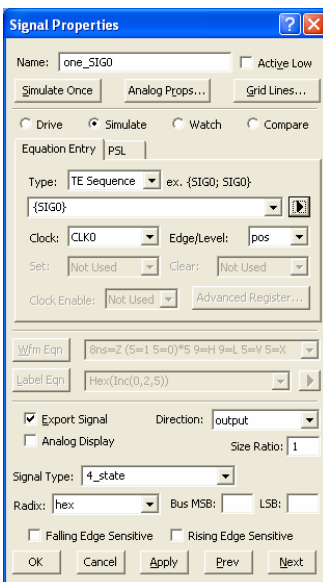 Signal Properties
Name: one_SIG0 Active Low
Simulate Once Analog Props... Grid Lines...
Drive Simulate Watch Compare
Equation Entry PSL
Type: TE Sequence ex. {SIG0; SIG0}
{SIG0}
Clock: CLK0 Edge/Level: pos
Set: Not Used Clear: Not Used
Clock Enable: Not Used Advanced Register...
Wfm Eqn 8ns=Z (5=1 5=0)*5 9=H 9=L 5=V 5=X
Label Eqn Hex(Inc(0,2,5))
Export Signal Direction: output
Analog Display Size Ratio: 1
Signal Type: 4_state
Radix: hex Bus MSB: LSB:
Falling Edge Sensitive Rising Edge Sensitive
OK Cancel Apply Prev Next